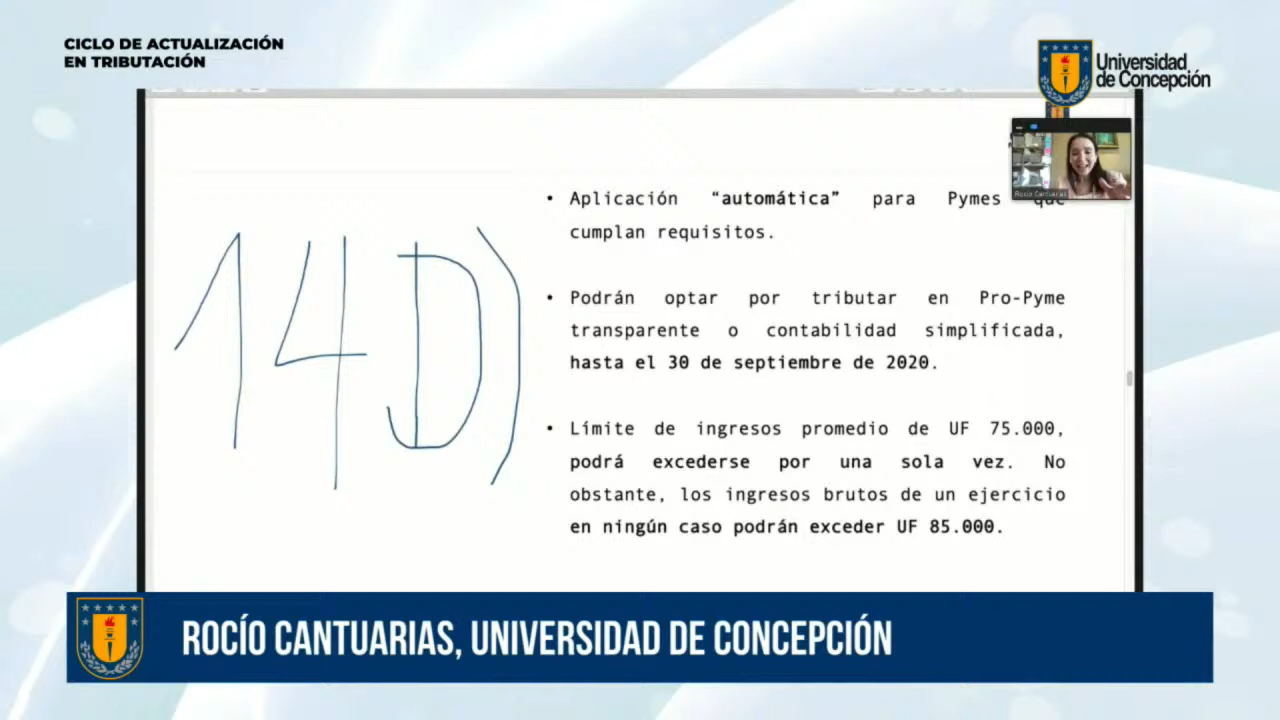 CICLO DE ACTUALIZACIÓN
EN TRIBUTACIÓN
Universidad
de Concepción
Rocío Cantuarias
14 D)
• Aplicación “automática” para Pymes que
cumplan requisitos.
• Podrán optar por tributar en Pro-Pyme
transparente o contabilidad simplificada,
hasta el 30 de septiembre de 2020.
• Límite de ingresos promedio de UF 75.000,
podrá excederse por una sola vez. No
obstante, los ingresos brutos de un ejercicio
en ningún caso podrán exceder UF 85.000.
ROCÍO CANTUARIAS, UNIVERSIDAD DE CONCEPCIÓN